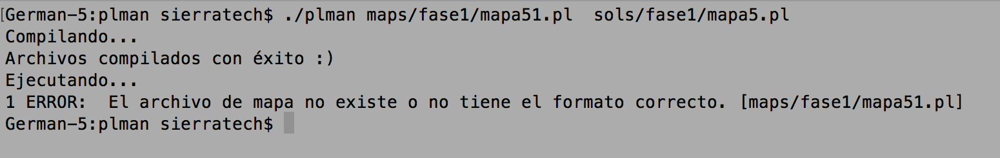 [German-5:plman sierratech$ ./plman maps/fase1/mapa51.pl  sols/fase1/mapa5.pl
Compilando...
Archivos compilados con éxito :)
Ejecutando...
1 ERROR:  El archivo de mapa no existe o no tiene el formato correcto. [maps/fase1/mapa51.pl]
German-5:plman sierratech$